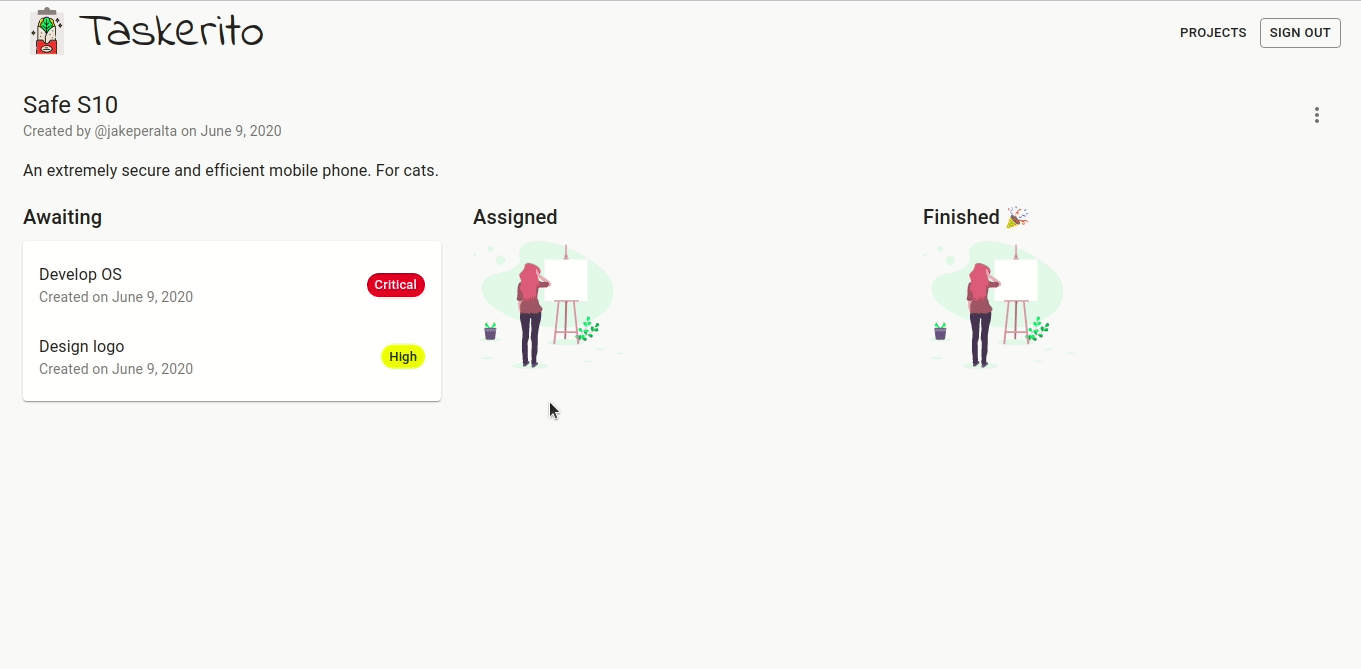 Taskerito
PROJECTS
SIGN OUT
Safe S10
Created by @jakeperalta on June 9, 2020
An extremely secure and efficient mobile phone. For cats.
Awaiting
Develop OS
Created on June 9, 2020
Critical
Design logo
Created on June 9, 2020
High
Assigned
Finished 🎉